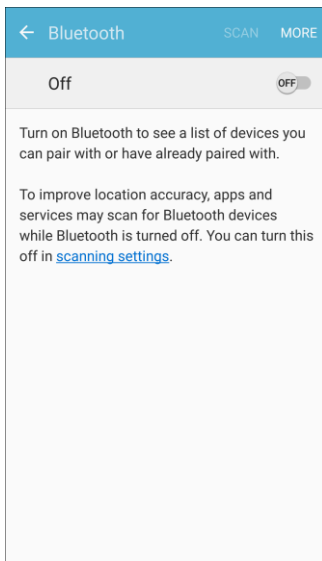 Bluetooth SCAN MORE
Off OFF
Turn on Bluetooth to see a list of devices you
can pair with or have already paired with.
To improve location accuracy, apps and
services may scan for Bluetooth devices
while Bluetooth is turned off. You can turn this
off in scanning settings.